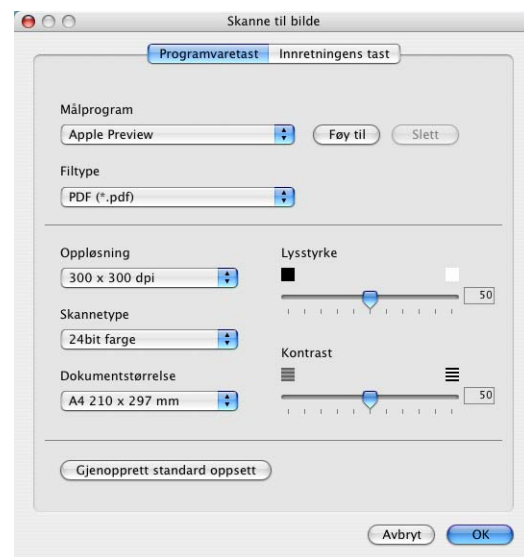 Skanne til bilde
Programvaretast Innretningens tast
Målprogram
Apple Preview Føy til Slett
Filtype
PDF (*.pdf)
Oppløsning Lysstyrke
300 x 300 dpi 50
Skannetype
24bit farge
Kontrast
Dokumentstørrelse
A4 210 x 297 mm 50
Gjenopprett standard oppsett
Avbryt OK